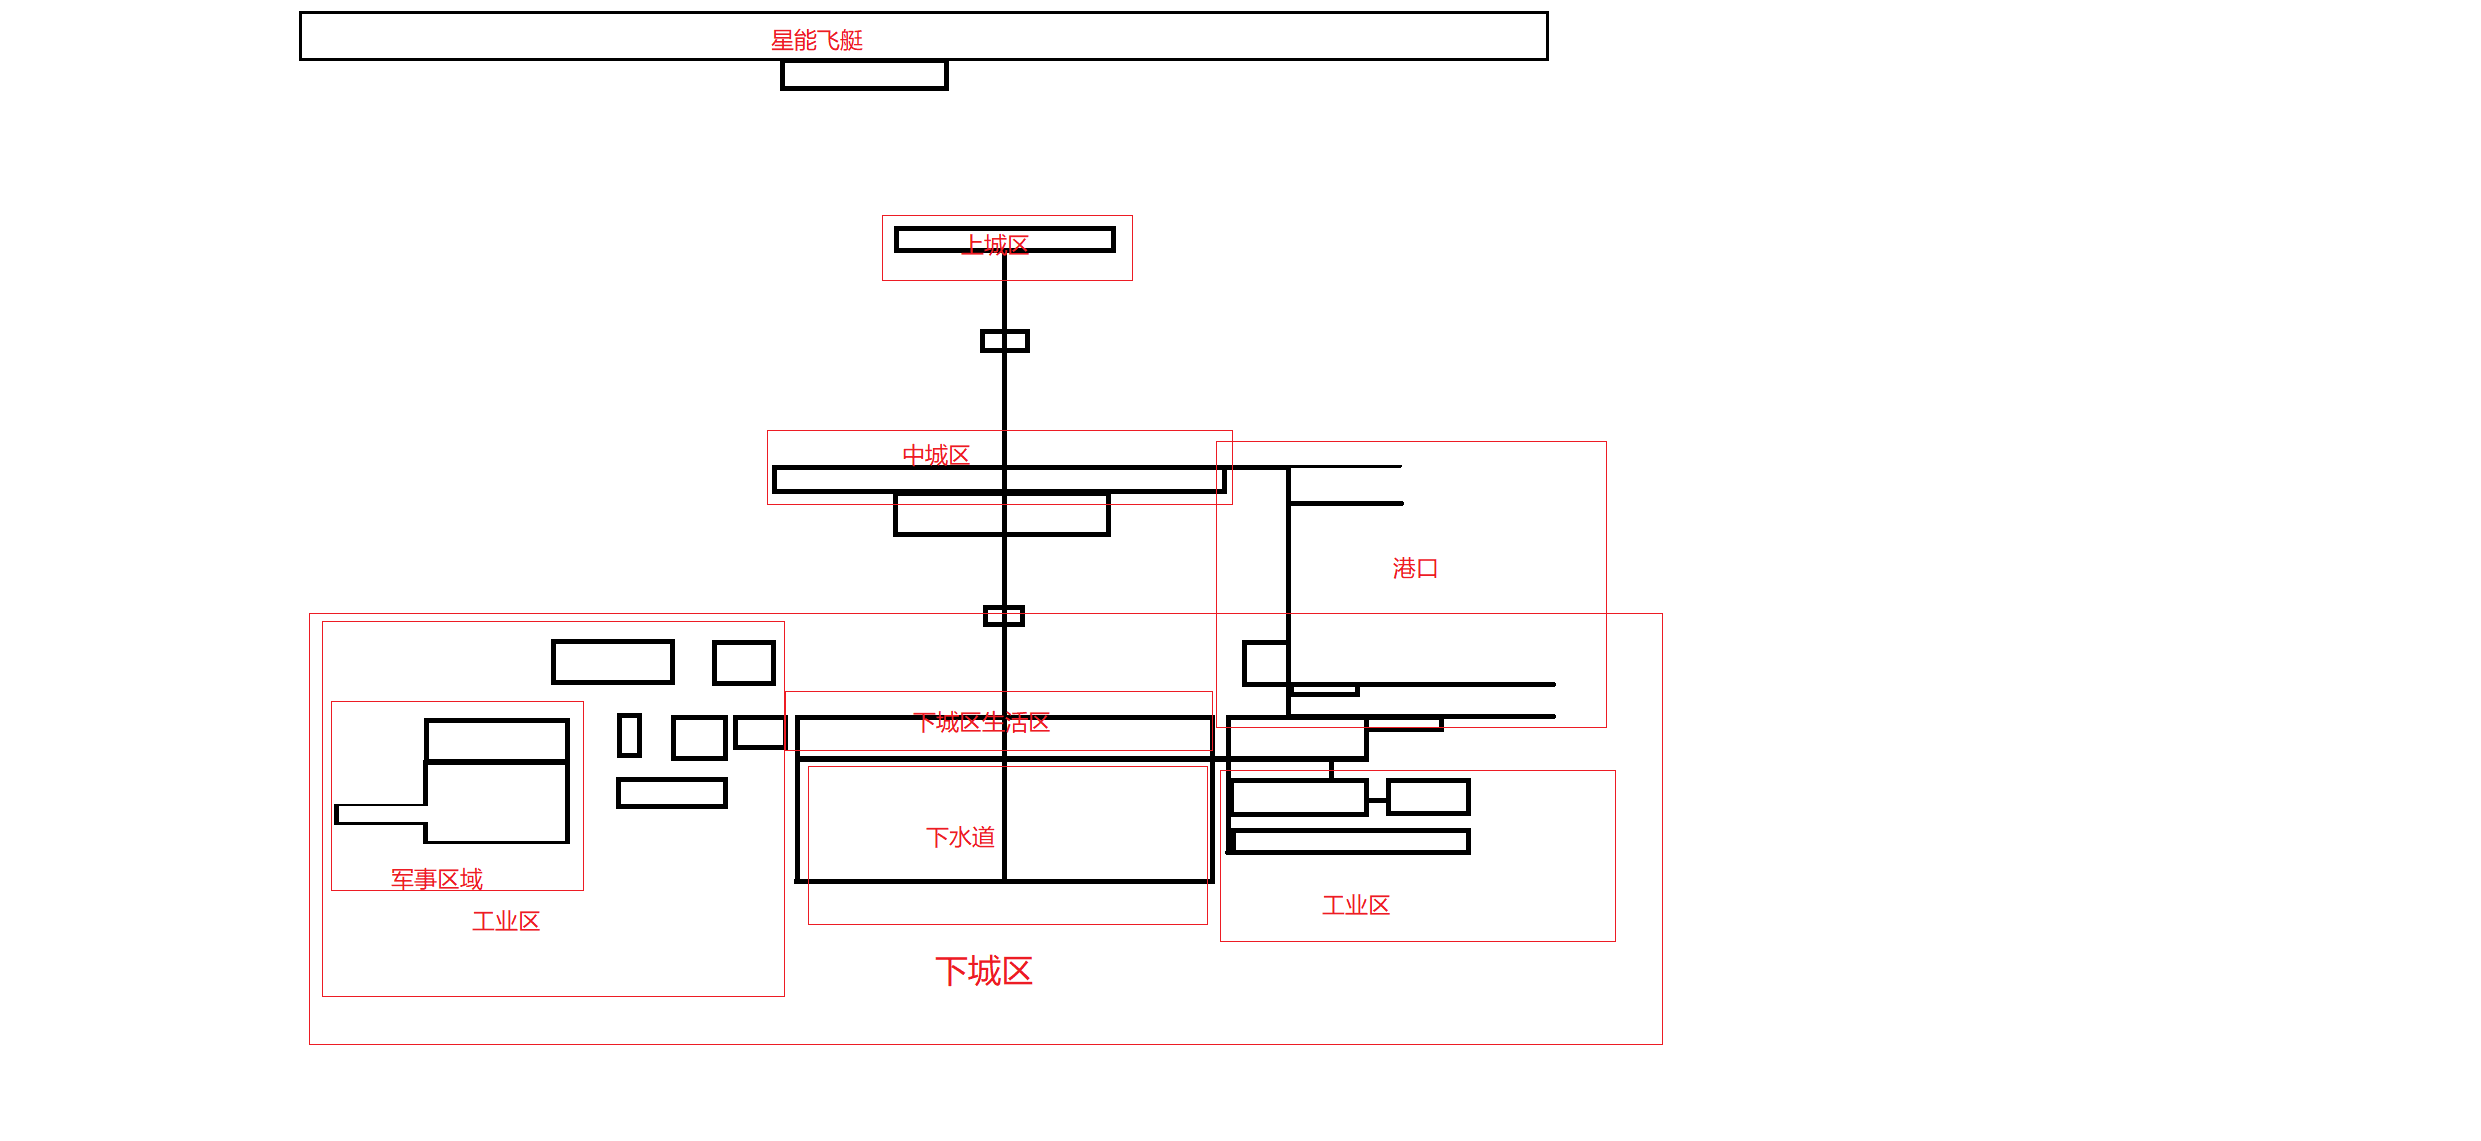 星能飞艇
上城区
中城区
港口
下城区生活区
下水道
军事区域
工业区
工业区
下城区